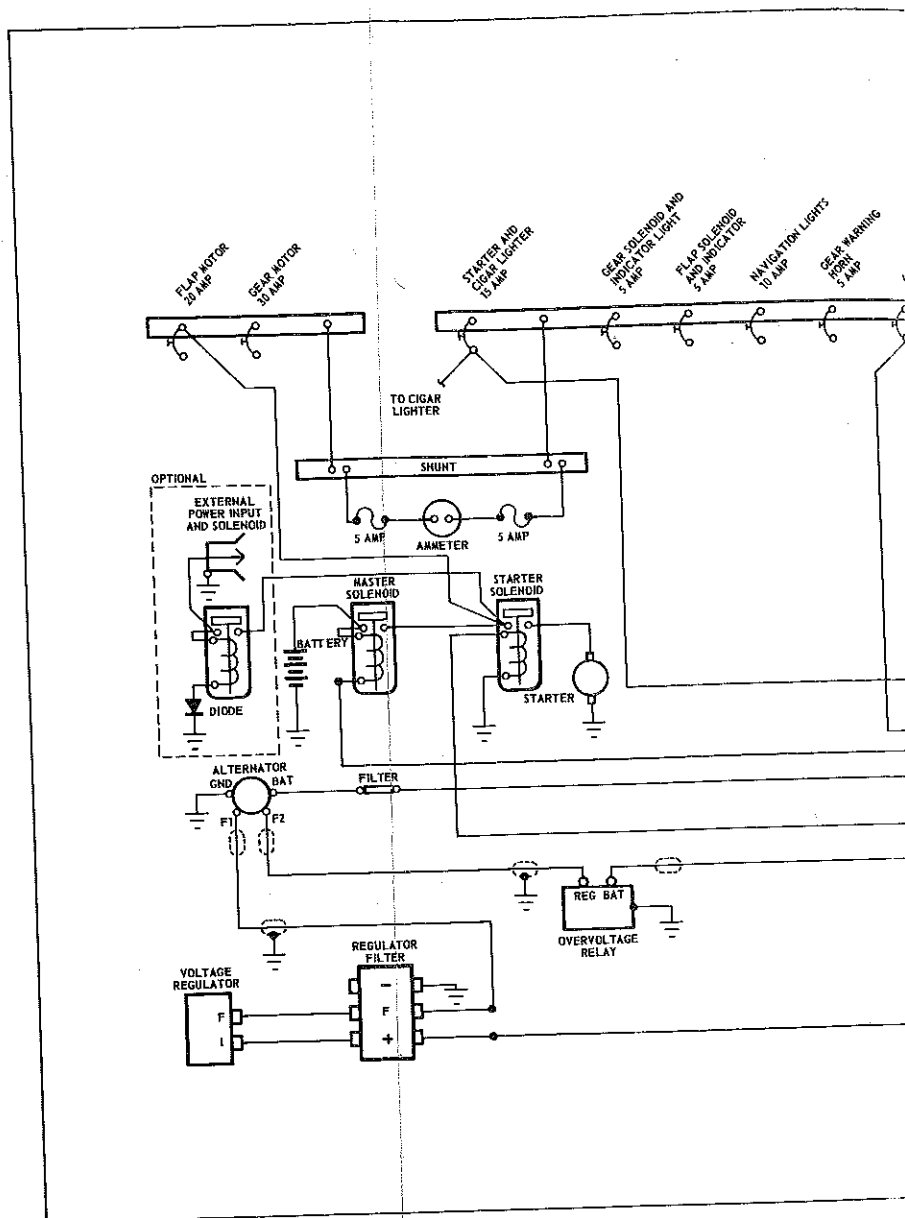 FLAP MOTOR
20 AMP
GEAR MOTOR
30 AMP
STARTER AND
CIGAR LIGHTER
15 AMP
GEAR SOLENOID AND
INDICATOR LIGHT
5 AMP
FLAP SOLENOID
AND INDICATOR
5 AMP
NAVIGATION LIGHTS
10 AMP
GEAR WARNING
HORN
5 AMP
TO CIGAR
LIGHTER
SHUNT
OPTIONAL
EXTERNAL
POWER INPUT
AND SOLENOID
5 AMP
AMMETER
5 AMP
MASTER
SOLENOID
STARTER
SOLENOID
BATTERY
DIODE
STARTER
ALTERNATOR
GND
BAT
FILTER
F1
F2
REG BAT
OVERVOLTAGE
RELAY
REGULATOR
FILTER
VOLTAGE
REGULATOR
-
F
F
I
+